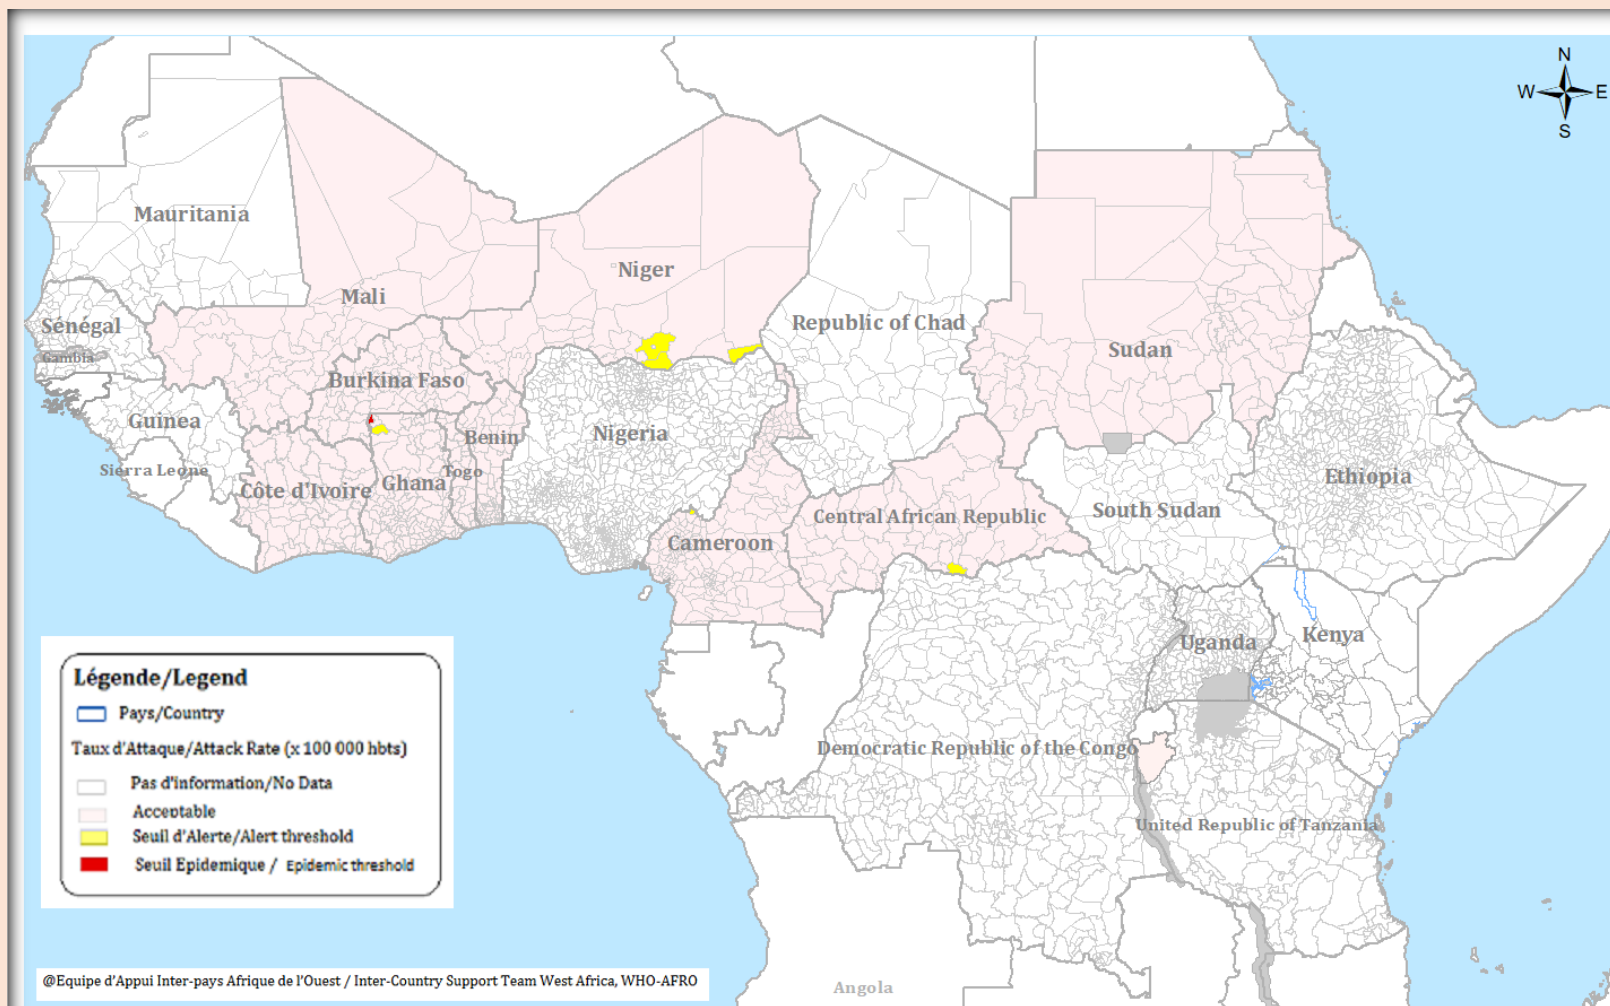 N
W E
S
Mauritania
Niger
Mali
Sénégal
Gambia
Republic of Chad
Sudan
Burkina Faso
Guinea
Nigeria
Benin
Sierra Leone
Togo
Côte d'Ivoire
Ghana
Ethiopia
Central African Republic
South Sudan
Cameroon
Uganda
Kenya
Democratic Republic of the Congo
United Republic of Tanzania
Angola
Légende/Legend
Pays/Country
Taux d'Attaque/Attack Rate (x 100 000 hbts)
Pas d'information/No Data
Acceptable
Seuil d'Alerte/Alert threshold
Seuil Epidemique / Epidemic threshold
@Equipe d'Appui Inter-pays Afrique de l'Ouest / Inter-Country Support Team West Africa, WHO-AFRO